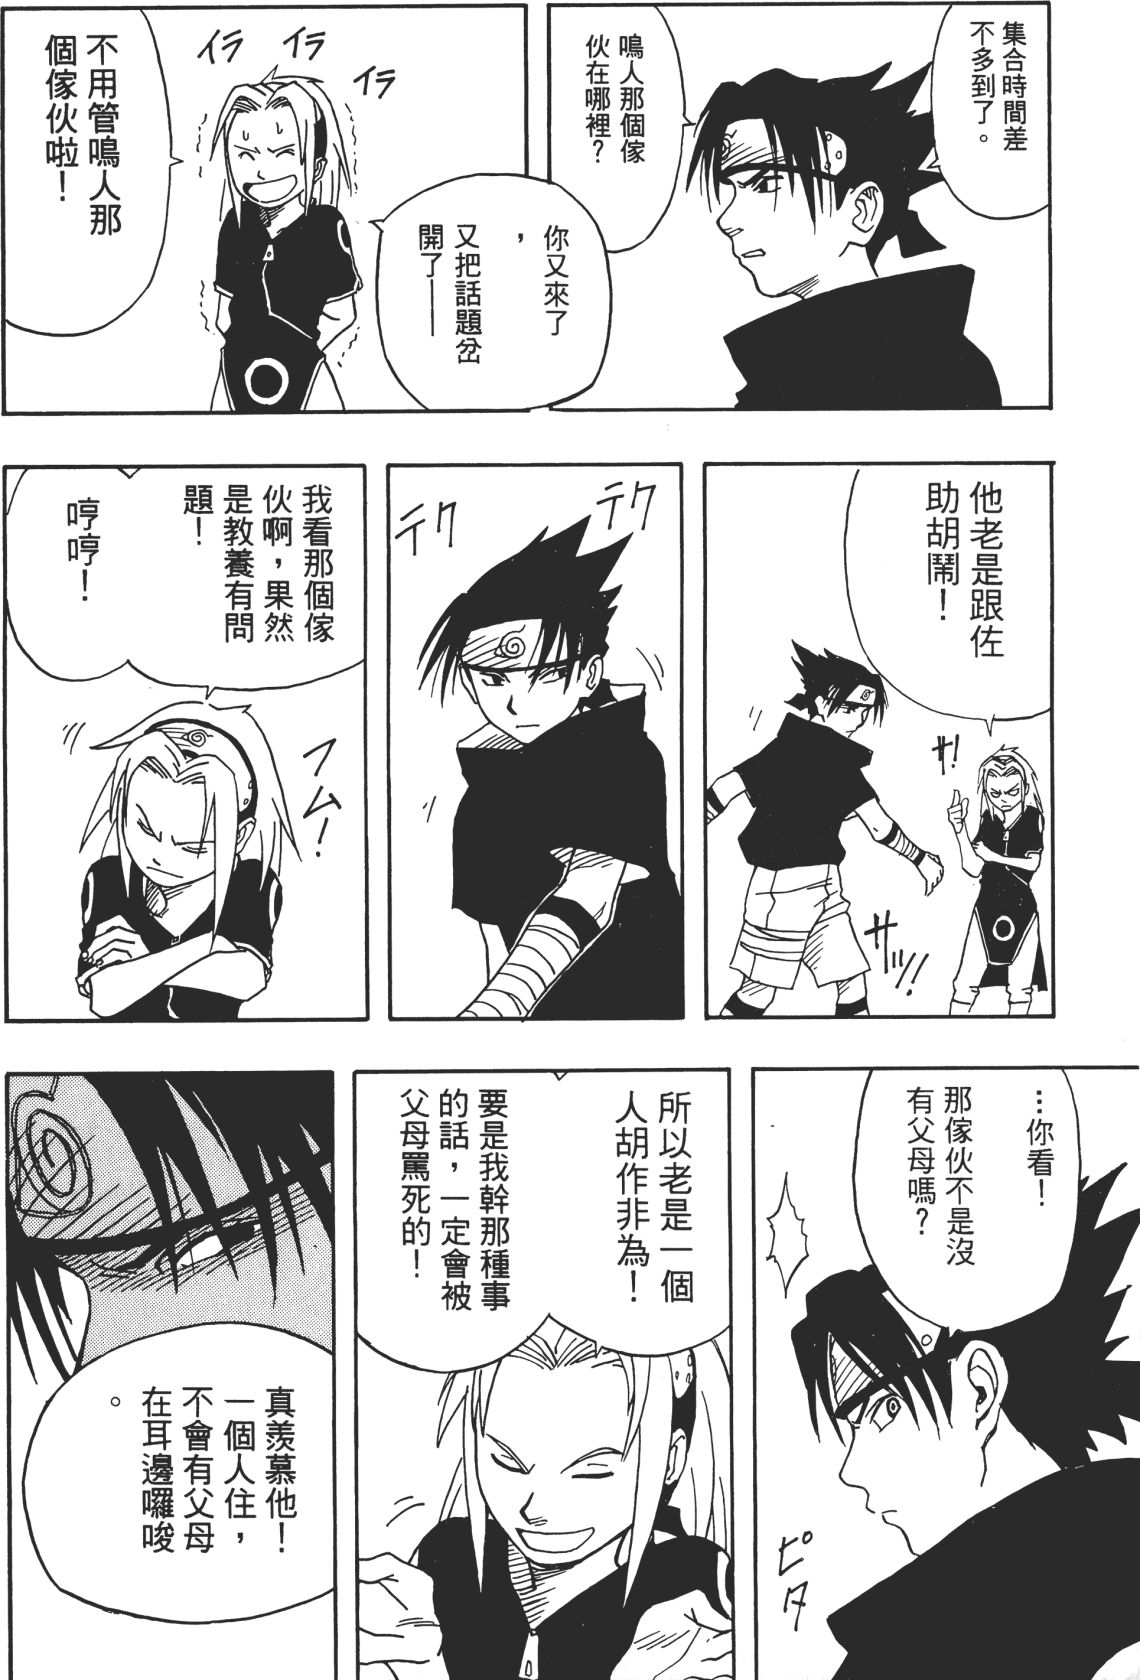 集合時間差
不多到了。
鳴人那個傢
伙在哪裡？
你又來了
，
又把話題岔
開了——
イラ
イラ
イラ
不用管鳴人那
個傢伙啦！
他老是跟佐
助胡鬧！
サ！
ザッ！！
テク
テク
我看那個傢
伙啊，果然
是教養有問
題！
哼哼！
フム！
…你看！
那傢伙不是沒
有父母嗎？
ピタ
所以老是一個
人胡作非為！
要是我幹那種事
的話，一定會被
父母罵死的！
真羨慕他！
一個人住，
不會有父母
在耳邊囉唆
。